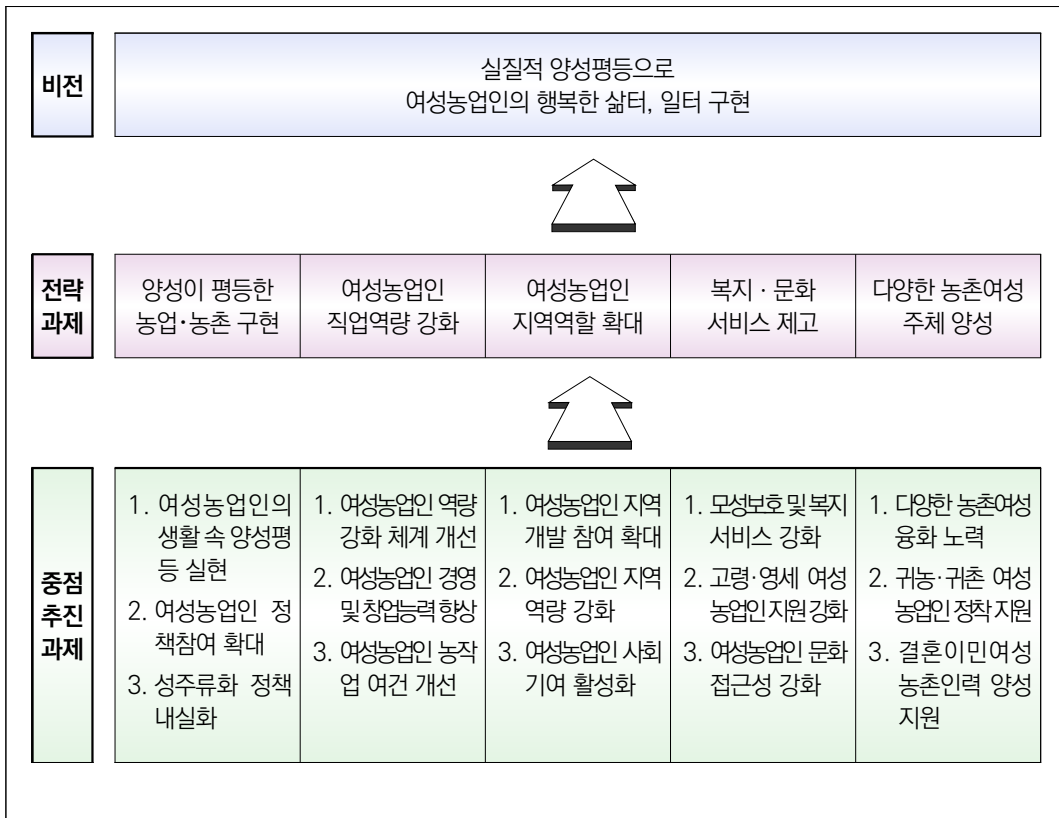 비전
실질적 양성평등으로
여성농업인의 행복한 삶터, 일터 구현
전략
과제
양성이 평등한
농업·농촌 구현
여성농업인
직업역량 강화
여성농업인
지역역할 확대
복지·문화
서비스 제고
다양한 농촌여성
주체 양성
중점
추진
과제
1. 여성농업인의
생활 속 양성평
등 실현
2. 여성농업인 정
책참여 확대
3. 성주류화 정책
내실화
1. 여성농업인 역량
강화 체계 개선
2. 여성농업인 경영
및 창업능력 향상
3. 여성농업인 농작
업 여건 개선
1. 여성농업인 지역
개발 참여 확대
2. 여성농업인 지역
역량 강화
3. 여성농업인 사회
기여 활성화
1. 모성보호 및 복지
서비스 강화
2. 고령·영세 여성
농업인 지원 강화
3. 여성농업인 문화
접근성 강화
1. 다양한 농촌여성
융화 노력
2. 귀농·귀촌 여성
농업인 정착 지원
3. 결혼이민여성
농촌인력 양성
지원